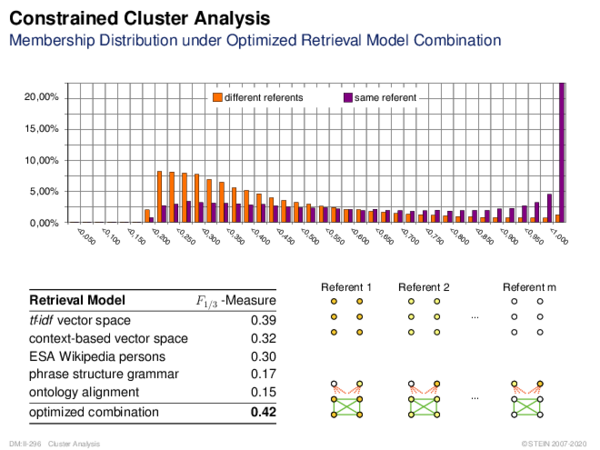 Constrained Cluster Analysis
Membership Distribution under Optimized Retrieval Model Combination
different referents same referent
20,00%
15,00%
10,00%
5,00%
0,00%
<0,050 <0,100 <0,150 <0,200 <0,250 <0,300 <0,350 <0,400 <0,450 <0,500 <0,550 <0,600 <0,650 <0,700 <0,750 <0,800 <0,850 <0,900 <0,950 <1,000
Retrieval Model F1/3 -Measure
tf·idf vector space 0.39
context-based vector space 0.32
ESA Wikipedia persons 0.30
phrase structure grammar 0.17
ontology alignment 0.15
optimized combination 0.42
Referent 1 Referent 2 Referent m
...
...
DM:II-296 Cluster Analysis ©STEIN 2007-2020